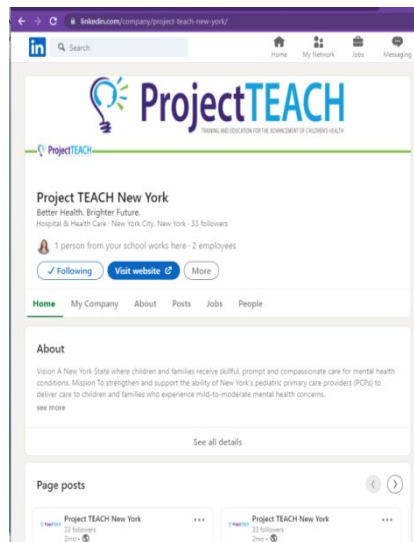 linkedin.com/company/project-teach-new-york/
in
Search
Home
My Network
Jobs
Messaging
ProjectTEACH
TRAINING AND EDUCATION FOR THE ADVANCEMENT OF CHILDREN'S HEALTH
ProjectTEACH
Project TEACH New York
Better Health. Brighter Future.
Hospital & Health Care · New York City, New York · 33 followers
1 person from your school works here · 2 employees
✓ Following
Visit website
More
Home
My Company
About
Posts
Jobs
People
About
Vision A New York State where children and families receive skillful, prompt and compassionate care for mental health
conditions. Mission To strengthen and support the ability of New York's pediatric primary care providers (PCPs) to
deliver care to children and families who experience mild-to-moderate mental health concerns.
see more
See all details
Page posts
Project TEACH New York
33 followers
2mo •
Project TEACH New York
33 followers
2mo •